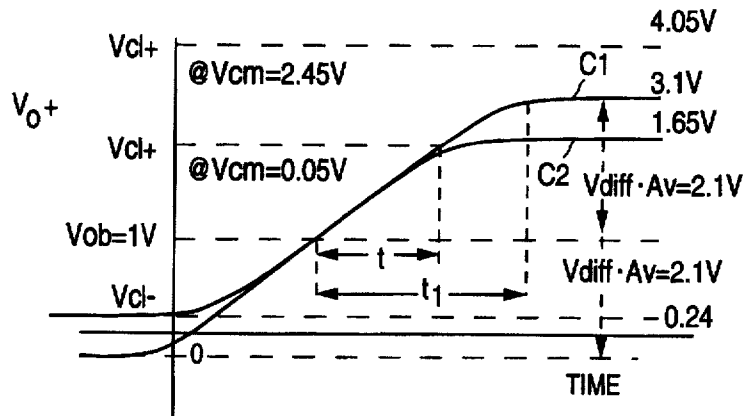 4.05V
Vcl+
@Vcm=2.45V
C1
3.1V
Vo+
1.65V
Vcl+
@Vcm=0.05V
C2
Vdiff·Av=2.1V
Vob=1V
t
Vdiff·Av=2.1V
Vcl-
t1
-0.24
0
TIME